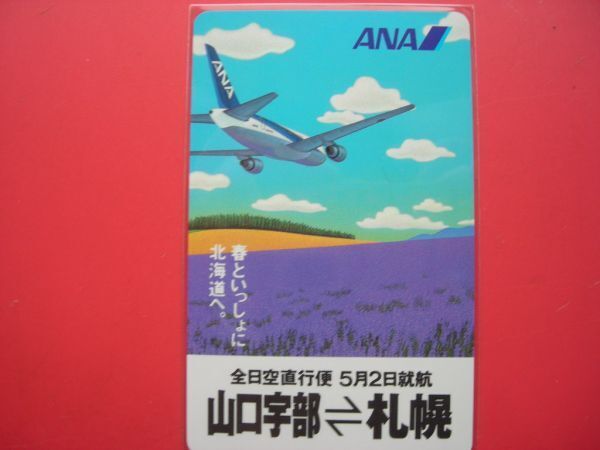 ANA
ANA
春といっしょに
北海道へ。
全日空直行便 5月2日就航
山口宇部⇌札幌